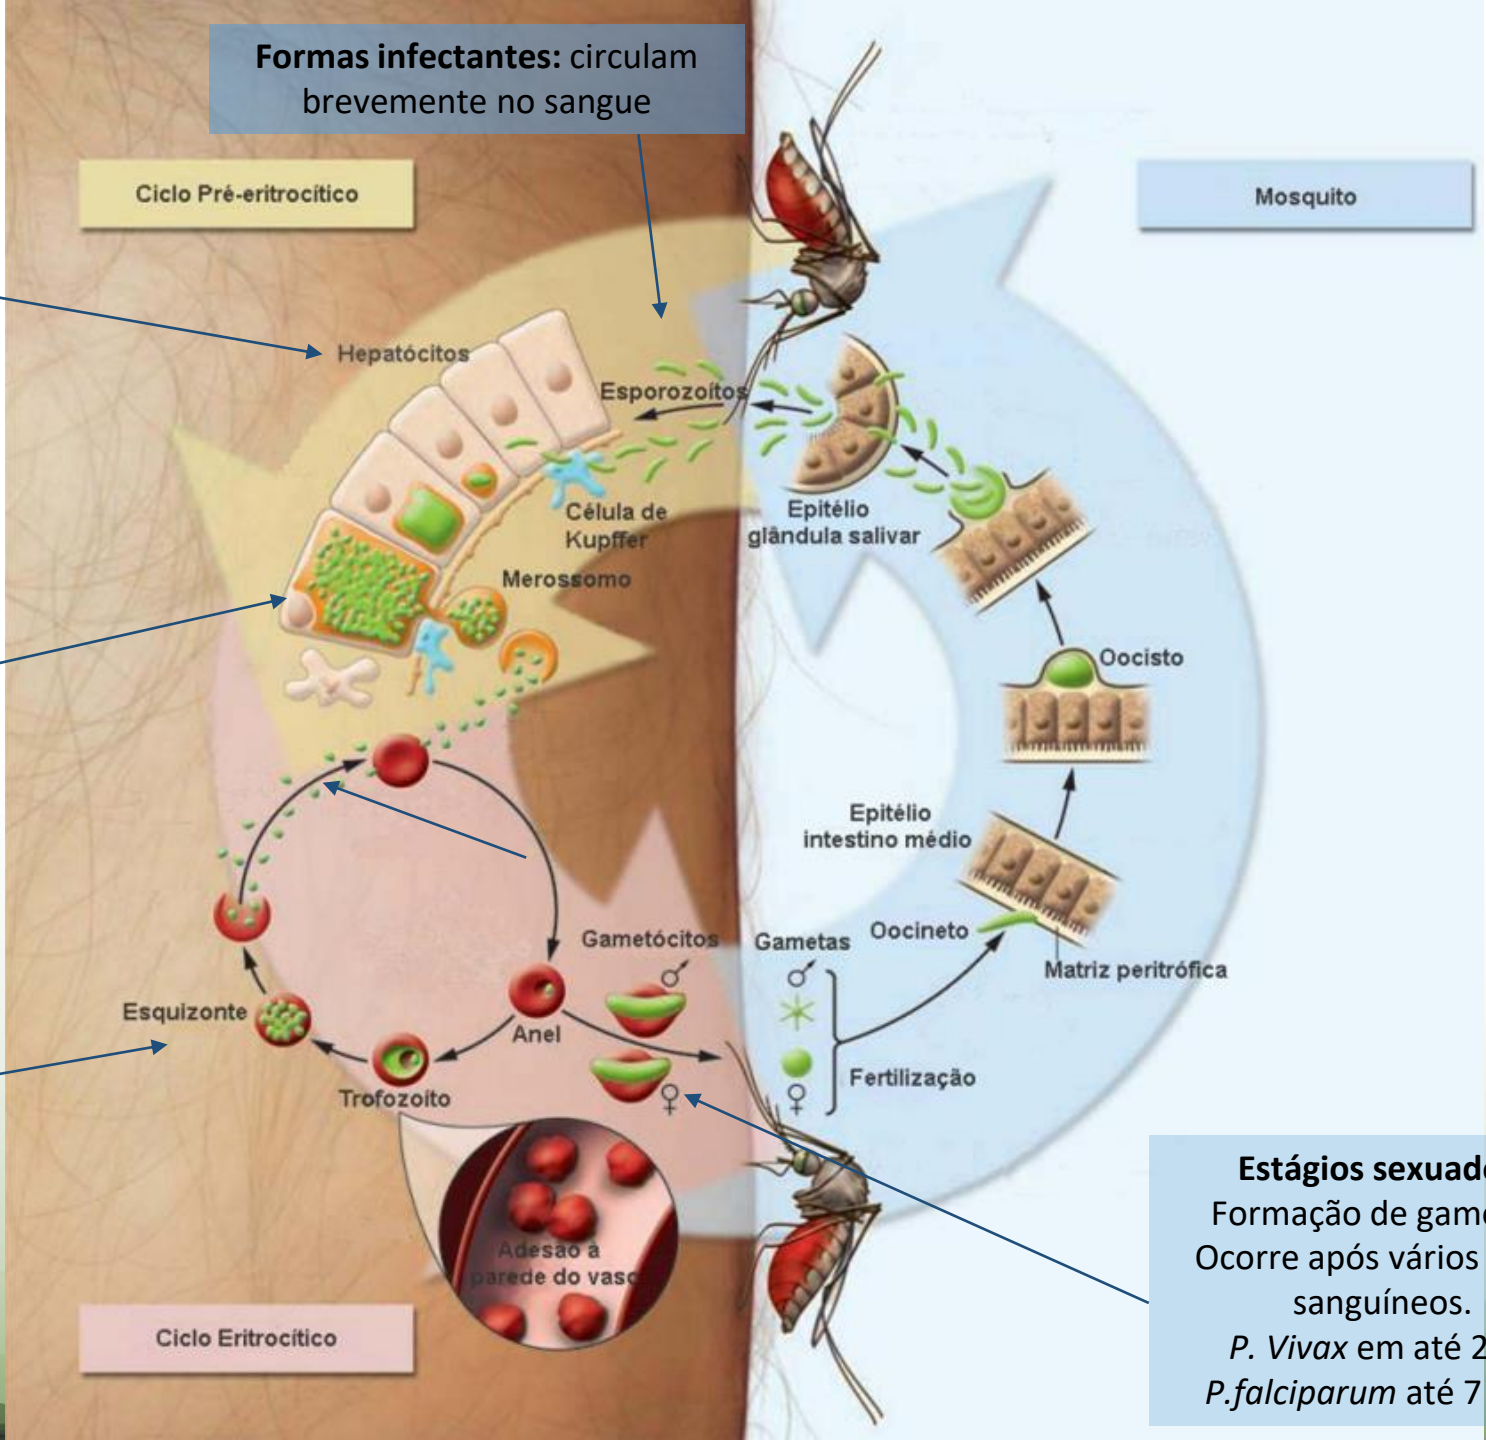 Formas infectantes: circulam
brevemente no sangue
Ciclo Pré-eritrocítico
Mosquito
Hepatócitos
Esporozoítos
Célula de
Kupffer
Epitélio
glândula salivar
Merossomo
Oocisto
Epitélio
intestino médio
Gametócitos
Gametas
Oocineto
Matriz peritrófica
Esquizonte
Anel
Trofozoíto
Fertilização
Adesão à
parede do vaso
Estágios
Formação de
Ocorre após vários
sanguíneos.
P. Vivax em até 2
P.falciparum até 7
Ciclo Eritrocítico